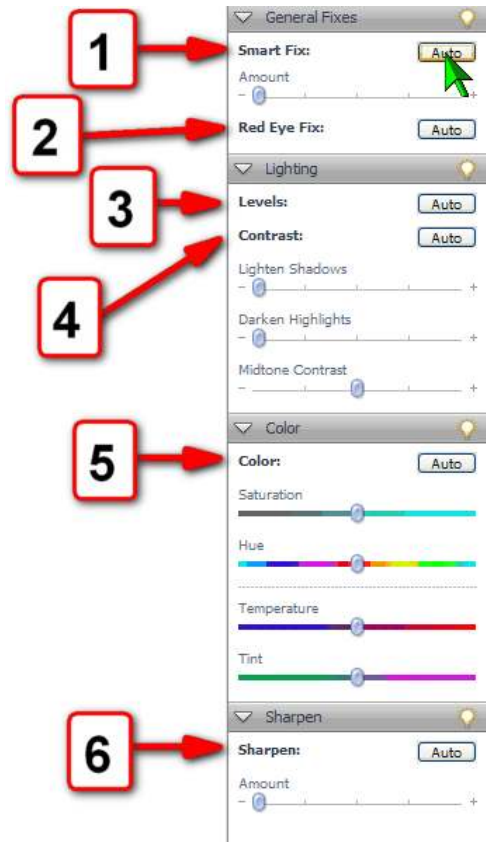 General Fixes
1
Smart Fix: Auto
Amount
- +
2
Red Eye Fix: Auto
Lighting
3
Levels: Auto
4
Contrast: Auto
Lighten Shadows
- +
Darken Highlights
- +
Midtone Contrast
- +
Color
5
Color: Auto
Saturation
Hue
Temperature
Tint
Sharpen
6
Sharpen: Auto
Amount
- +